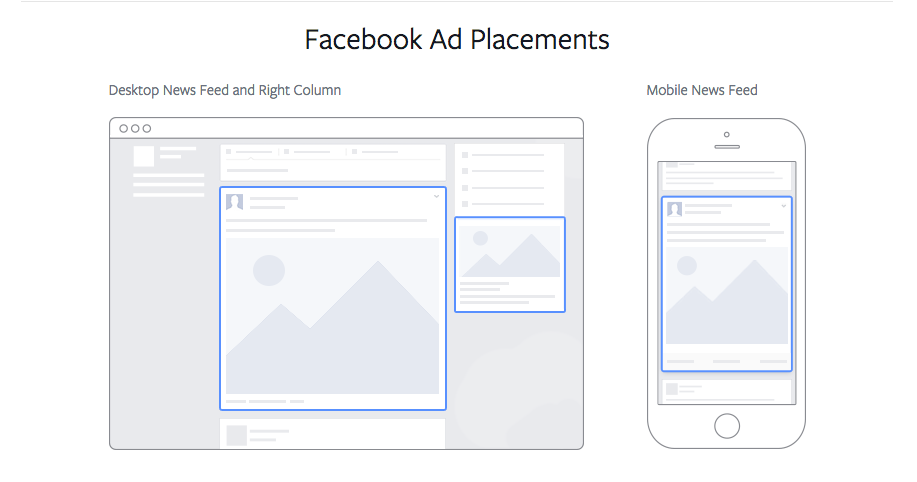 Facebook Ad Placements
Desktop News Feed and Right Column
Mobile News Feed